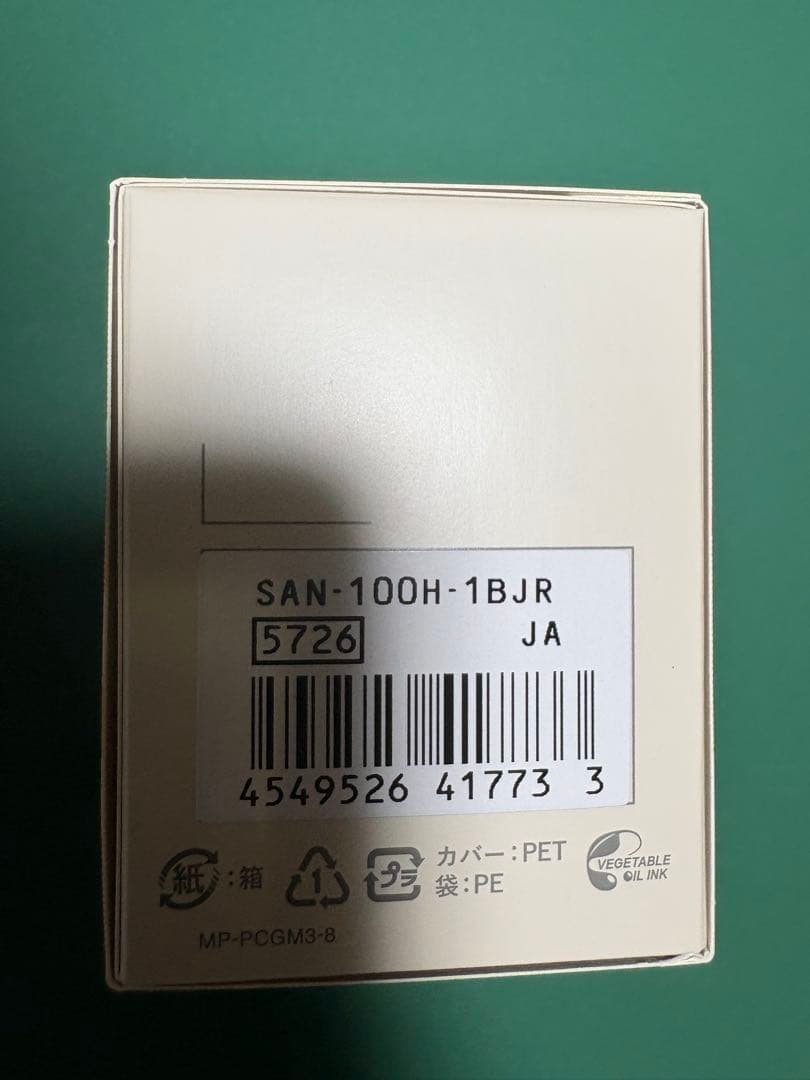 SAN-100H-1BJR
5726 JA
4549526 41773 3
紙 :箱 1 プラ カバー:PET
袋:PE
VEGETABLE
OIL INK
MP-PCGM3-8